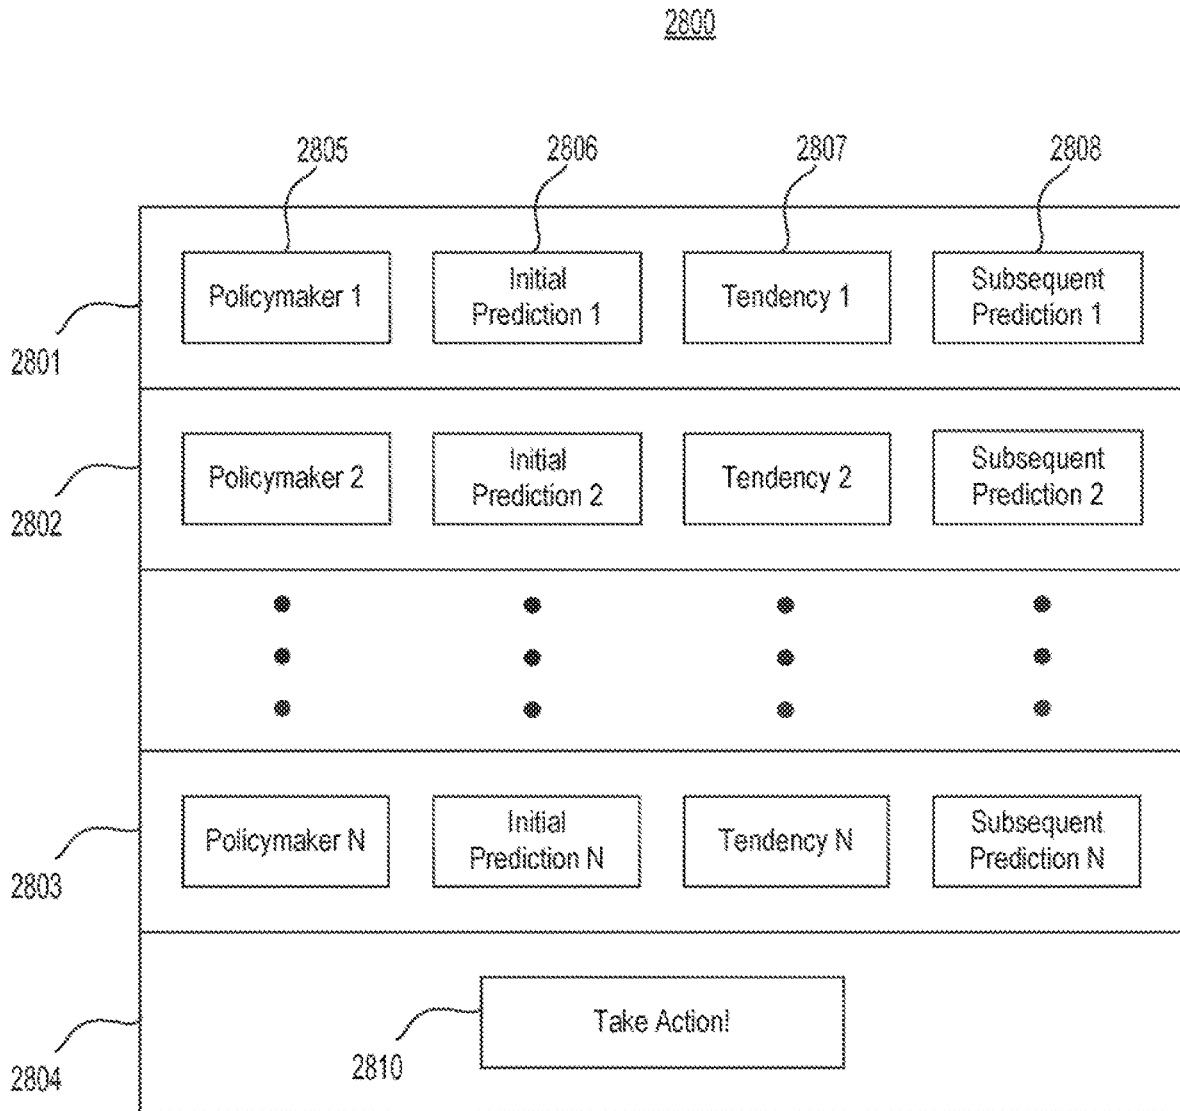 2800
2805 2806 2807 2808
Policymaker 1
Initial
Prediction 1
Tendency 1
Subsequent
Prediction 1
2801
Policymaker 2
Initial
Prediction 2
Tendency 2
Subsequent
Prediction 2
2802
Policymaker N
Initial
Prediction N
Tendency N
Subsequent
Prediction N
2803
Take Action!
2810
2804